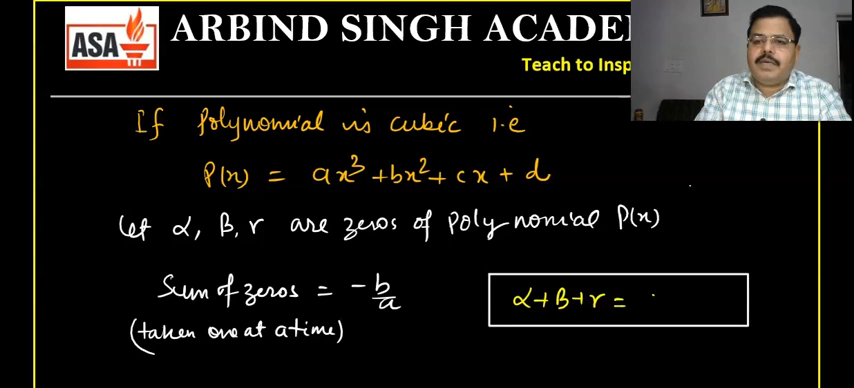 ASA
ARBIND SINGH ACADE
Teach to Insp
If Polynomial is cubic i.e
P(x) = ax³ + bx² + cx + d
Let α, β, r are zeros of polynomial P(x)
Sum of zeros = -b/a
(taken one at a time)
α+β+r =